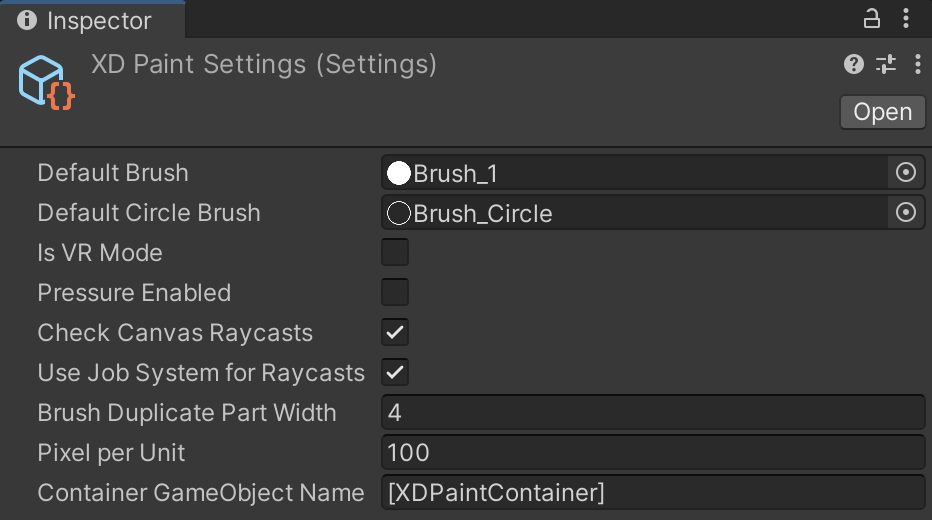 Inspector
XD Paint Settings (Settings)
Open
Default Brush Brush_1
Default Circle Brush Brush_Circle
Is VR Mode
Pressure Enabled
Check Canvas Raycasts
Use Job System for Raycasts
Brush Duplicate Part Width 4
Pixel per Unit 100
Container GameObject Name [XDPaintContainer]